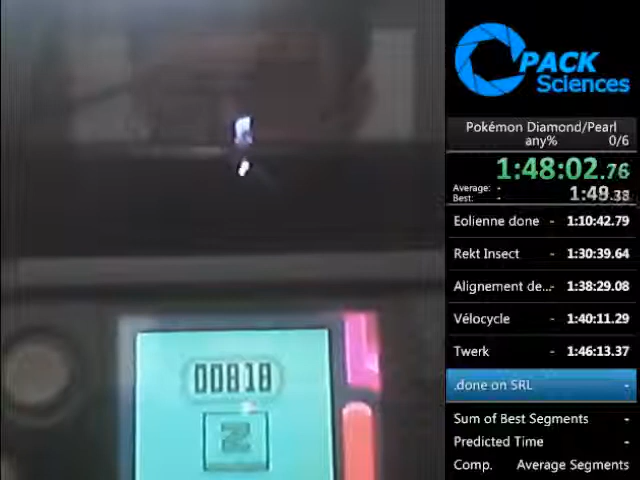 PACK
Sciences
Pokémon Diamond/Pearl
any% 0/6
1:48:02.76
Average: - 1:49.38
Best: -
Eolienne done - 1:10:42.79
Rekt Insect - 1:30:39.64
Alignement de...- 1:38:29.08
Vélocycle - 1:40:11.29
Twerk - 1:46:13.37
.done on SRL -
Sum of Best Segments -
Predicted Time -
Comp. Average Segments
00818